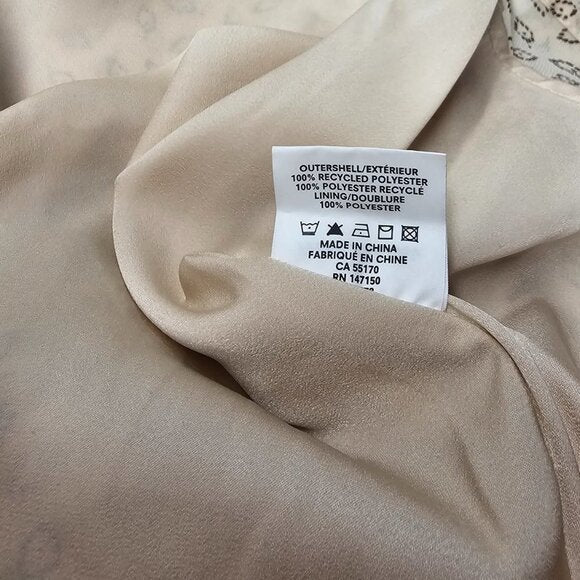 OUTERSHELL/EXTÉRIEUR
100% RECYCLED POLYESTER
100% POLYESTER RECYCLÉ
LINING/DOUBLURE
100% POLYESTER
MADE IN CHINA
FABRIQUÉ EN CHINE
CA 55170
RN 147150